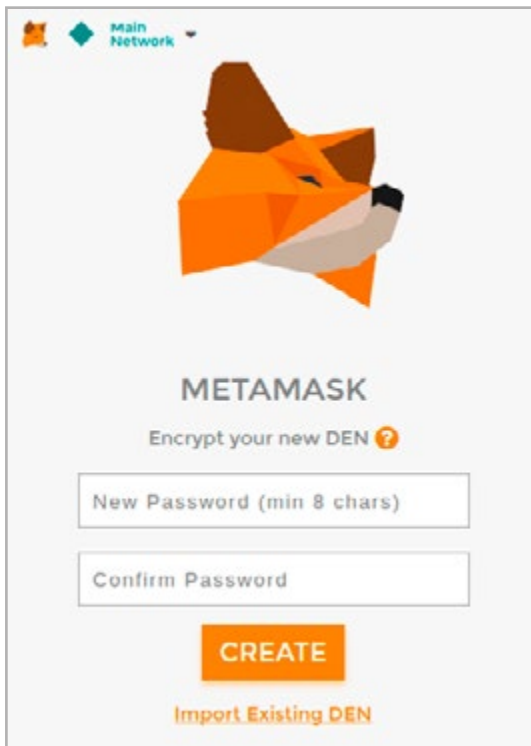 Main
Network
METAMASK
Encrypt your new DEN ?
New Password (min 8 chars)
Confirm Password
CREATE
Import Existing DEN